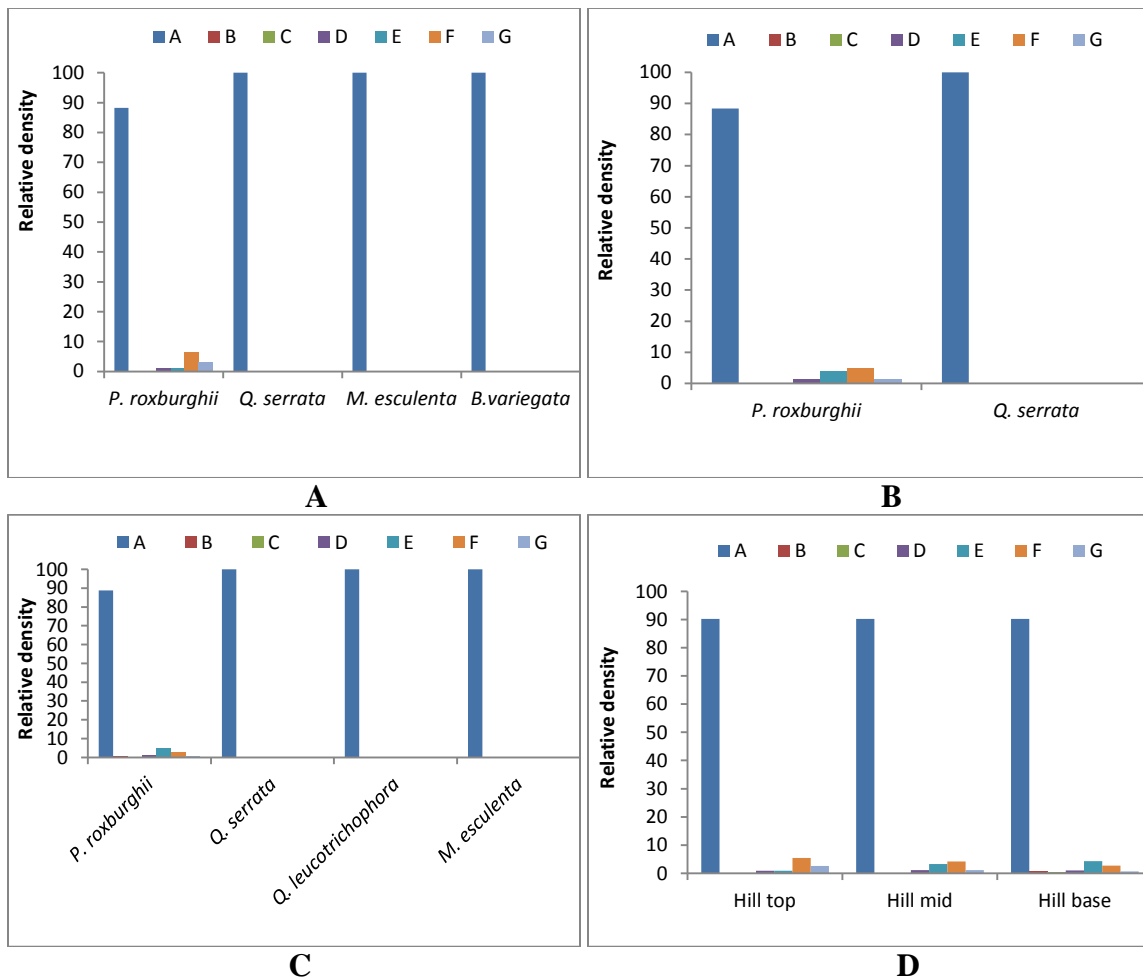 A B C D E F G
100
90
80
70
60
50
40
30
20
10
0
Relative density
P. roxburghii Q. serrata M. esculenta B.variegata
A
A B C D E F G
100
90
80
70
60
50
40
30
20
10
0
Relative density
P. roxburghii Q. serrata
B
A B C D E F G
100
90
80
70
60
50
40
30
20
10
0
Relative density
P. roxburghii
Q. serrata
Q. leucotrichophora
M. esculenta
C
A B C D E F G
100
90
80
70
60
50
40
30
20
10
0
Relative density
Hill top Hill mid Hill base
D